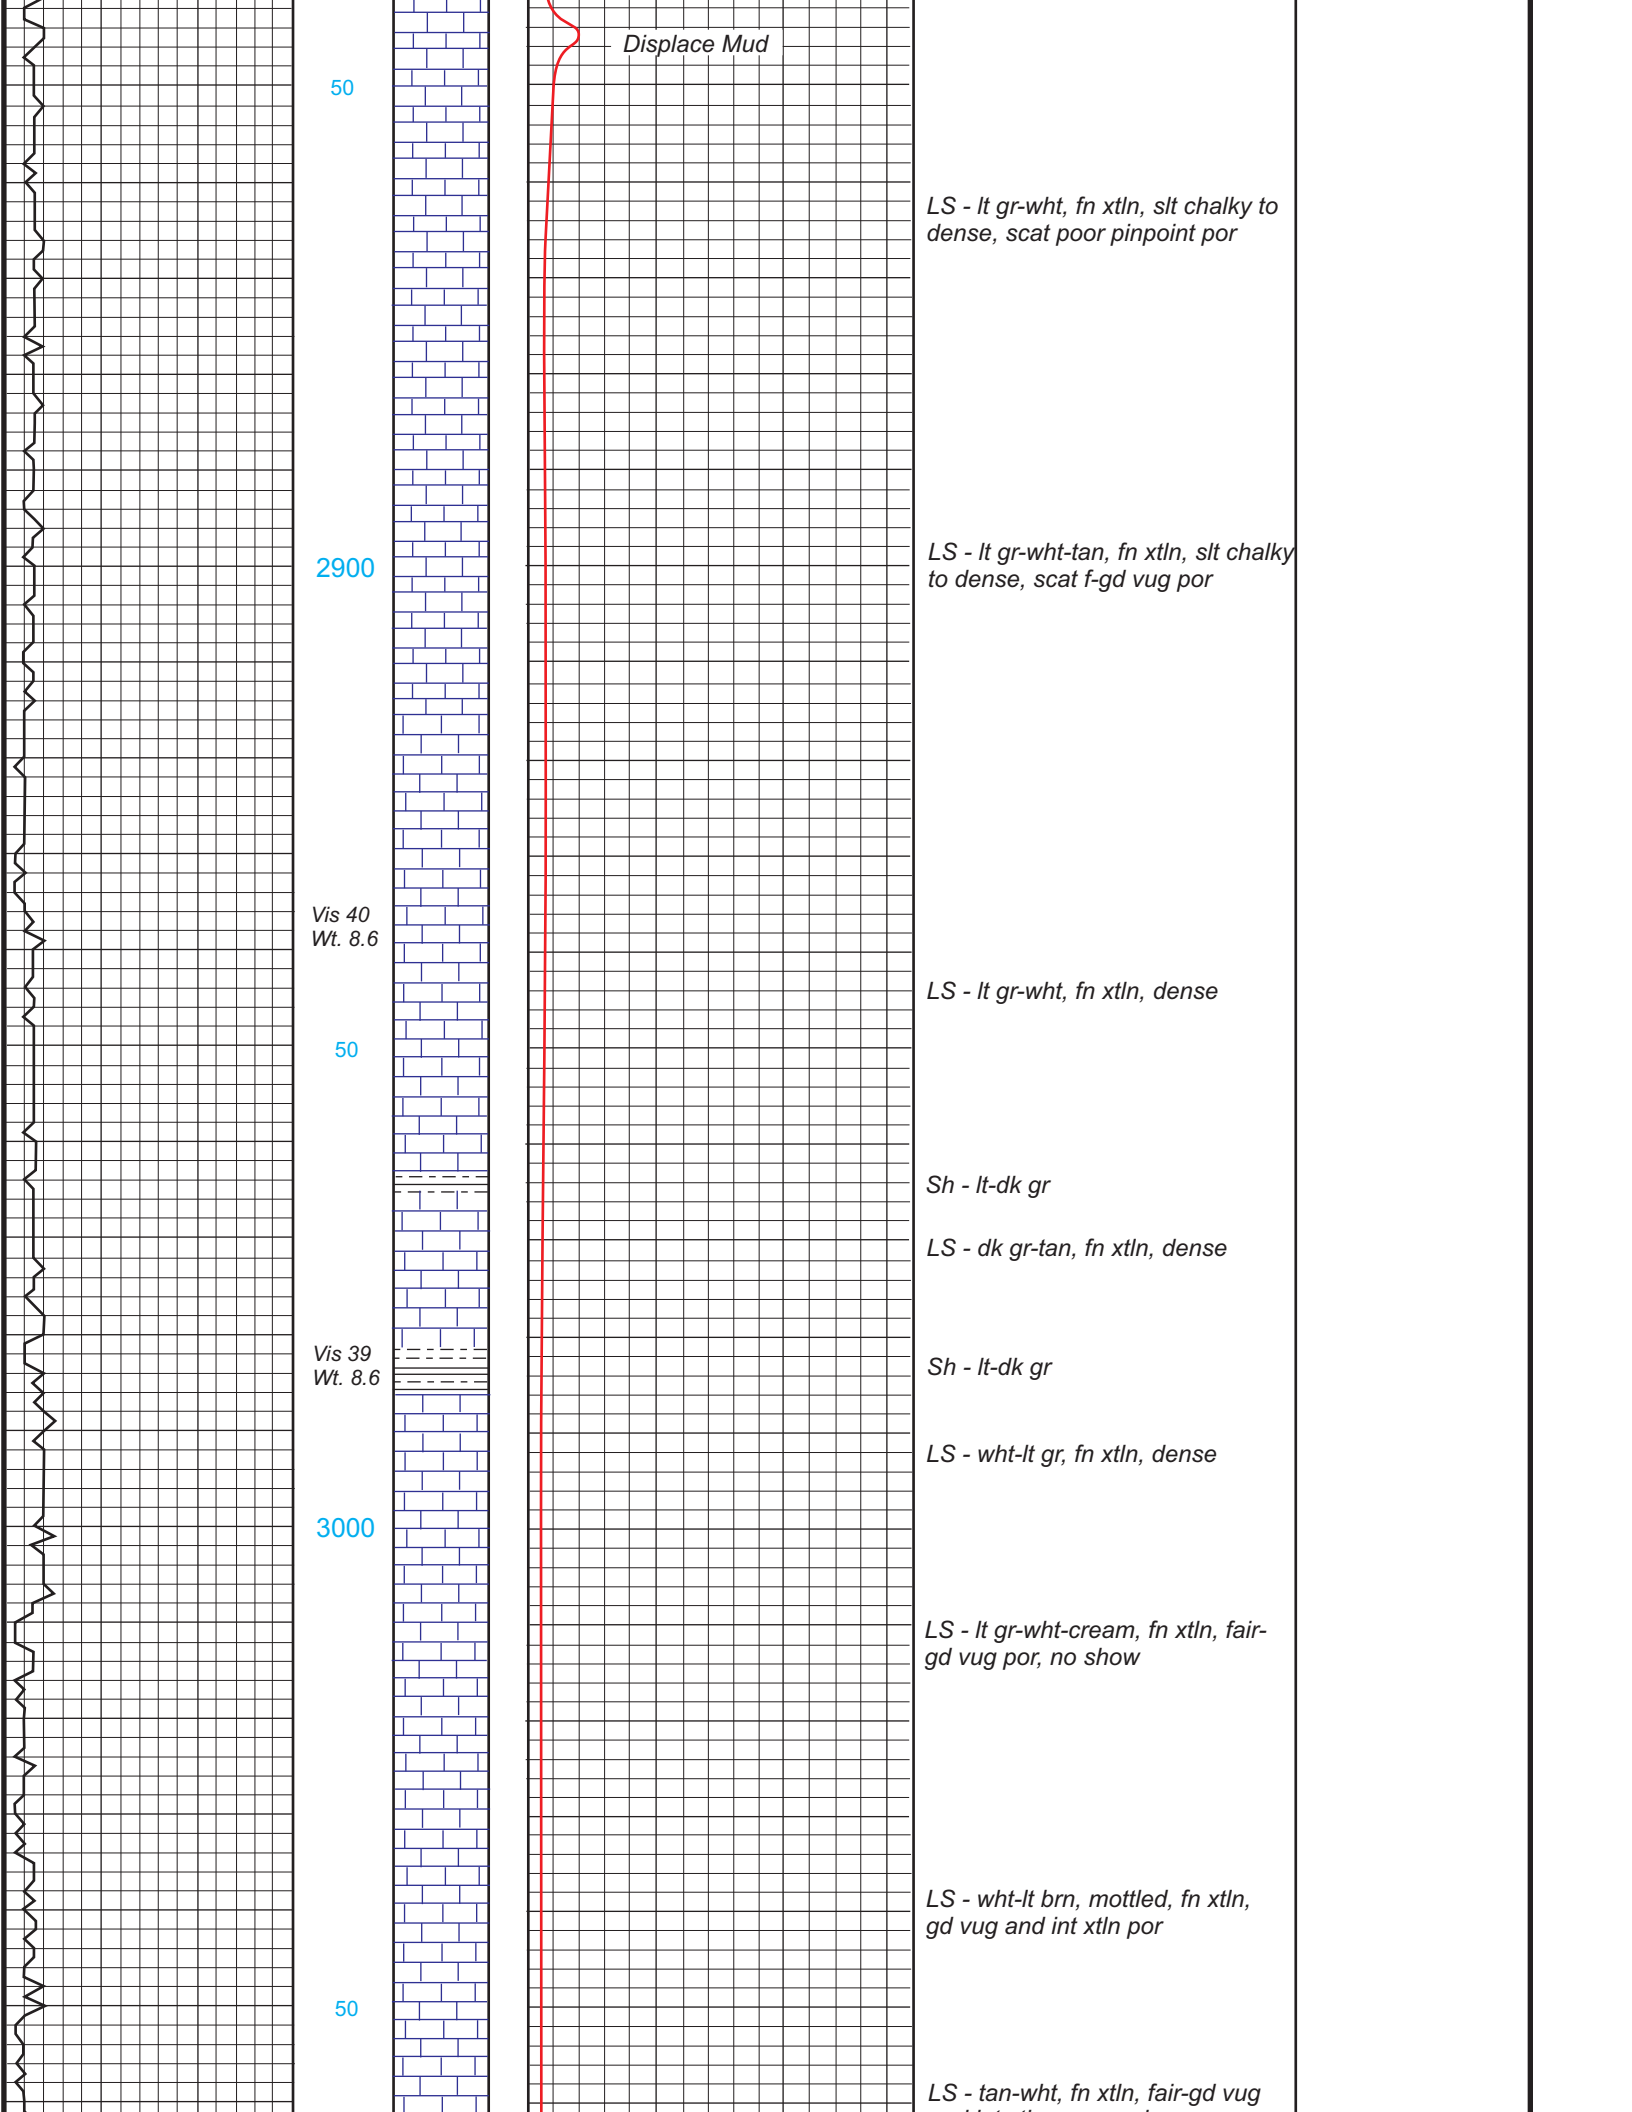 Displace Mud
50
LS - lt gr-wht, fn xtln, slt chalky to
dense, scat poor pinpoint por
2900
LS - lt gr-wht-tan, fn xtln, slt chalky
to dense, scat f-gd vug por
Vis 40
Wt. 8.6
LS - lt gr-wht, fn xtln, dense
50
Sh - lt-dk gr
LS - dk gr-tan, fn xtln, dense
Vis 39
Wt. 8.6
Sh - lt-dk gr
LS - wht-lt gr, fn xtln, dense
3000
LS - lt gr-wht-cream, fn xtln, fair-
gd vug por, no show
LS - wht-lt brn, mottled, fn xtln,
gd vug and int xtln por
50
LS - tan-wht, fn xtln, fair-gd vug